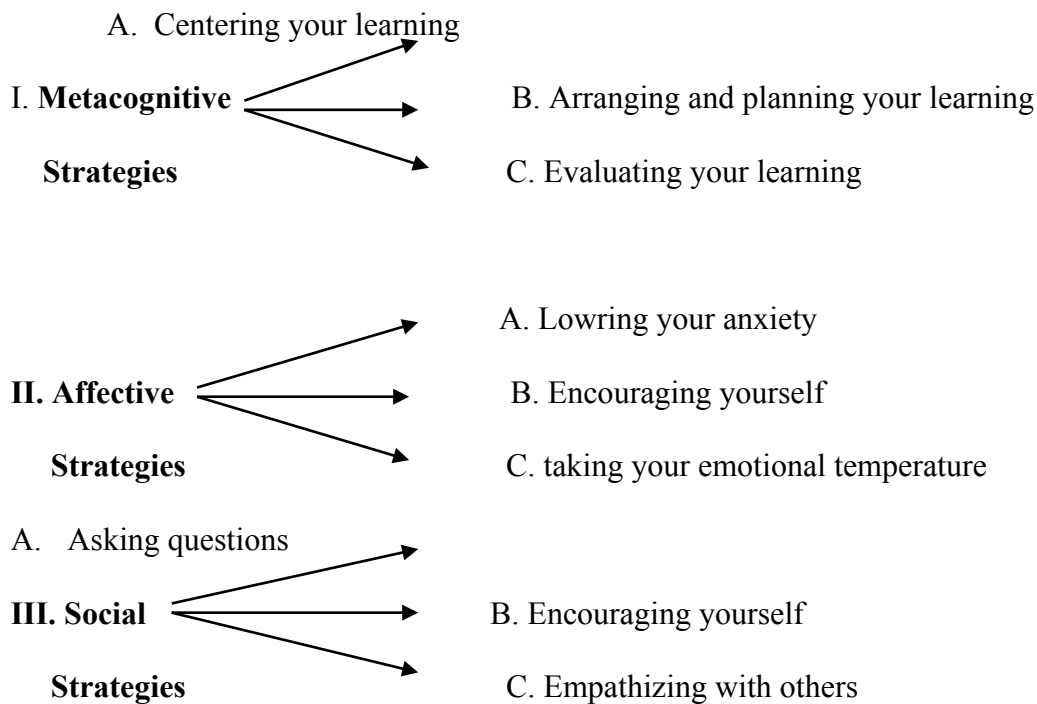 A. Centering your learning
I. Metacognitive B. Arranging and planning your learning
Strategies C. Evaluating your learning
A. Lowring your anxiety
II. Affective B. Encouraging yourself
Strategies C. taking your emotional temperature
A. Asking questions
III. Social B. Encouraging yourself
Strategies C. Empathizing with others